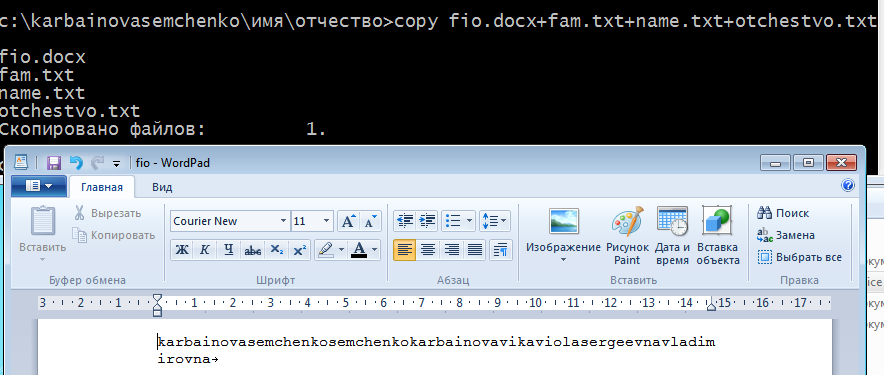 c:\karbainovasemchenko\имя\отчество>copy fio.docx+fam.txt+name.txt+otchestvo.txt
fio.docx
fam.txt
name.txt
otchestvo.txt
Скопировано файлов: 1.
fio - WordPad
Главная Вид
Вырезать
Копировать
Вставить
Буфер обмена
Courier New 11
Ж К Ч abc X₂ X²
Шрифт
Абзац
Изображение
Рисунок Paint
Дата и время
Вставка объекта
Вставить
Поиск
Замена
Выбрать все
Правка
3 2 1 1 2 3 4 5 6 7 8 9 10 11 12 13 14 15 16 17
karbainovasemchenkosemchenkokarbainovavikaviolasergeevnavladim
irovna→